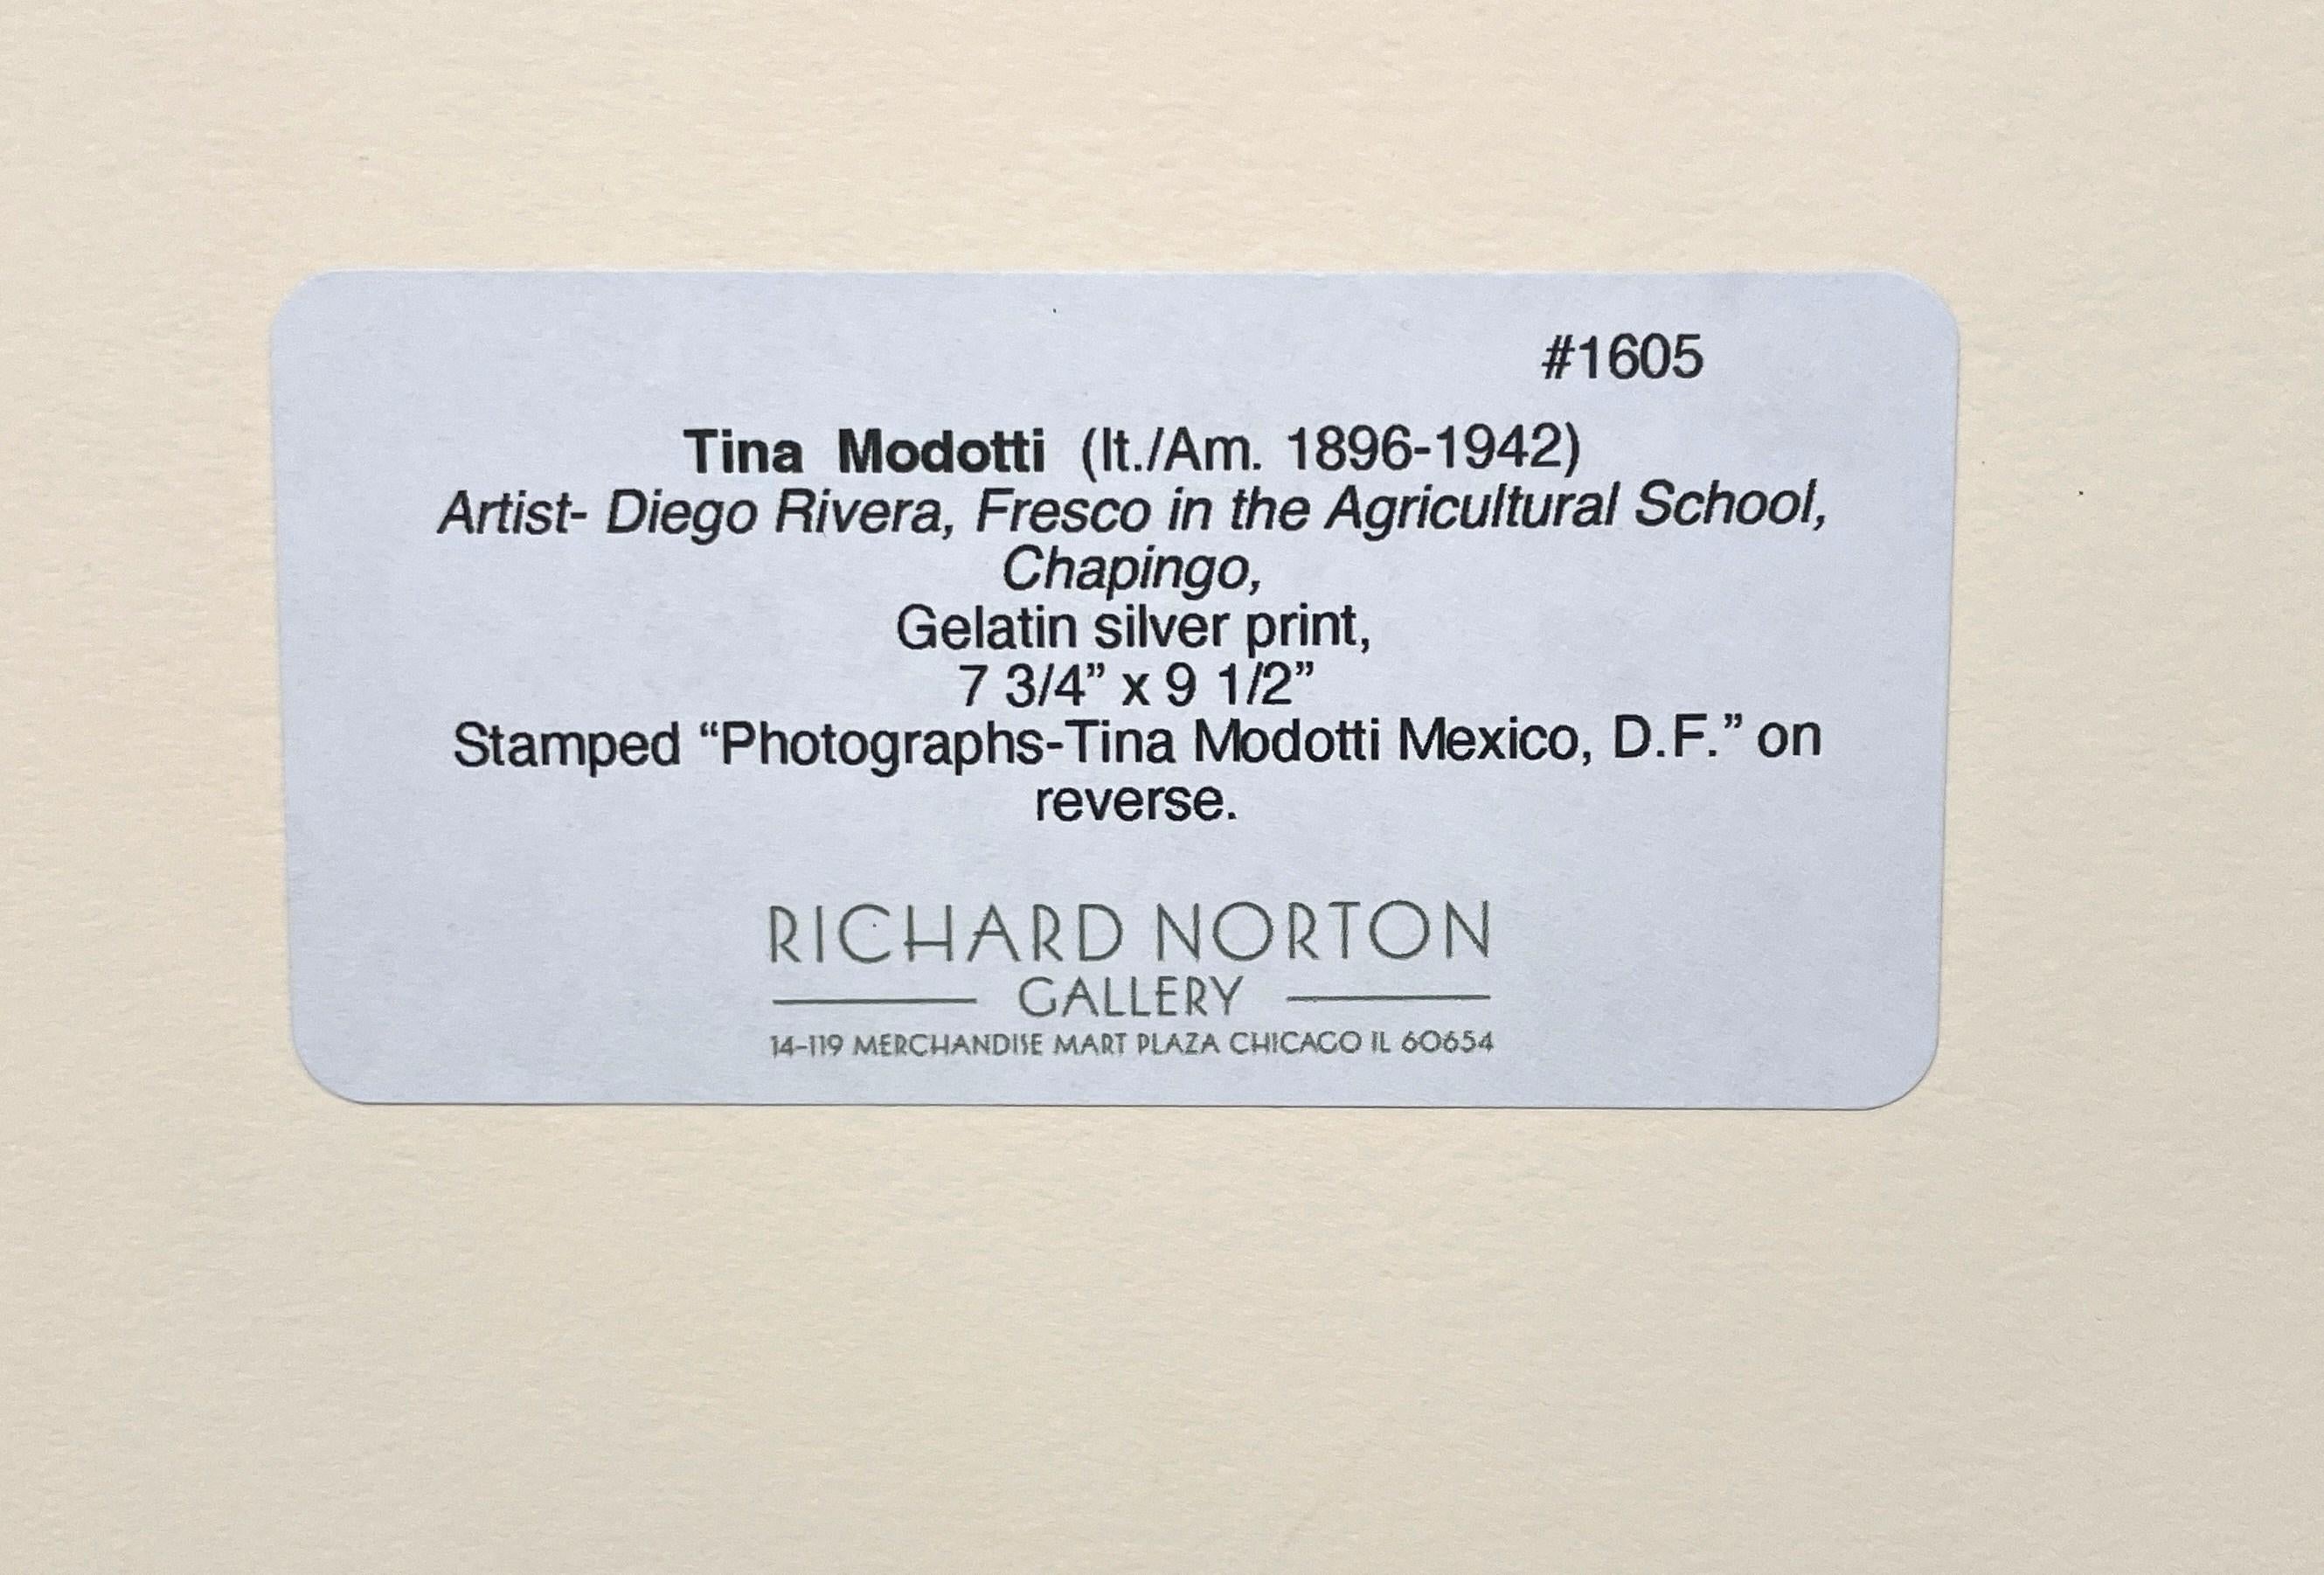 #1605
Tina Modotti (It./Am. 1896-1942)
Artist- Diego Rivera, Fresco in the Agricultural School,
Chapingo,
Gelatin silver print,
7 3/4” x 9 1/2”
Stamped “Photographs-Tina Modotti Mexico, D.F.” on
reverse.
RICHARD NORTON
GALLERY
14-119 MERCHANDISE MART PLAZA CHICAGO IL 60654